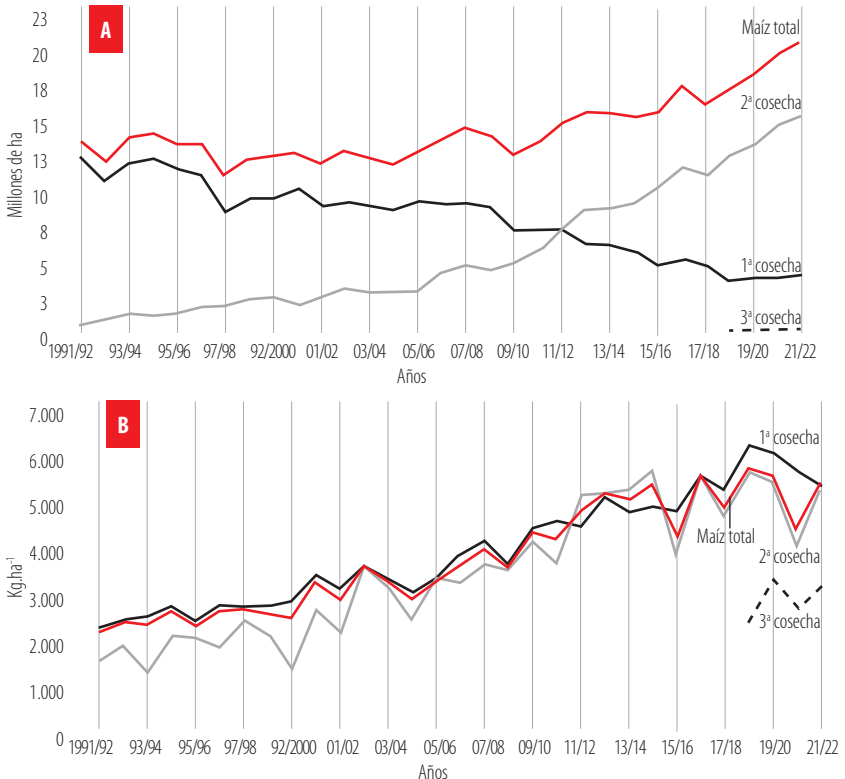 A
Millones de ha
23
20
18
15
13
10
8
5
3
0
Maíz total
2ª cosecha
1ª cosecha
3ª cosecha
1991/92 93/94 95/96 97/98 92/2000 01/02 03/04 05/06 07/08 09/10 11/12 13/14 15/16 17/18 19/20 21/22
Años
B
Kg.ha⁻¹
7.000
6.000
5.000
4.000
3.000
2.000
1.000
0
1ª cosecha
Maíz total
2ª cosecha
3ª cosecha
1991/92 93/94 95/96 97/98 92/2000 01/02 03/04 05/06 07/08 09/10 11/12 13/14 15/16 17/18 19/20 21/22
Años